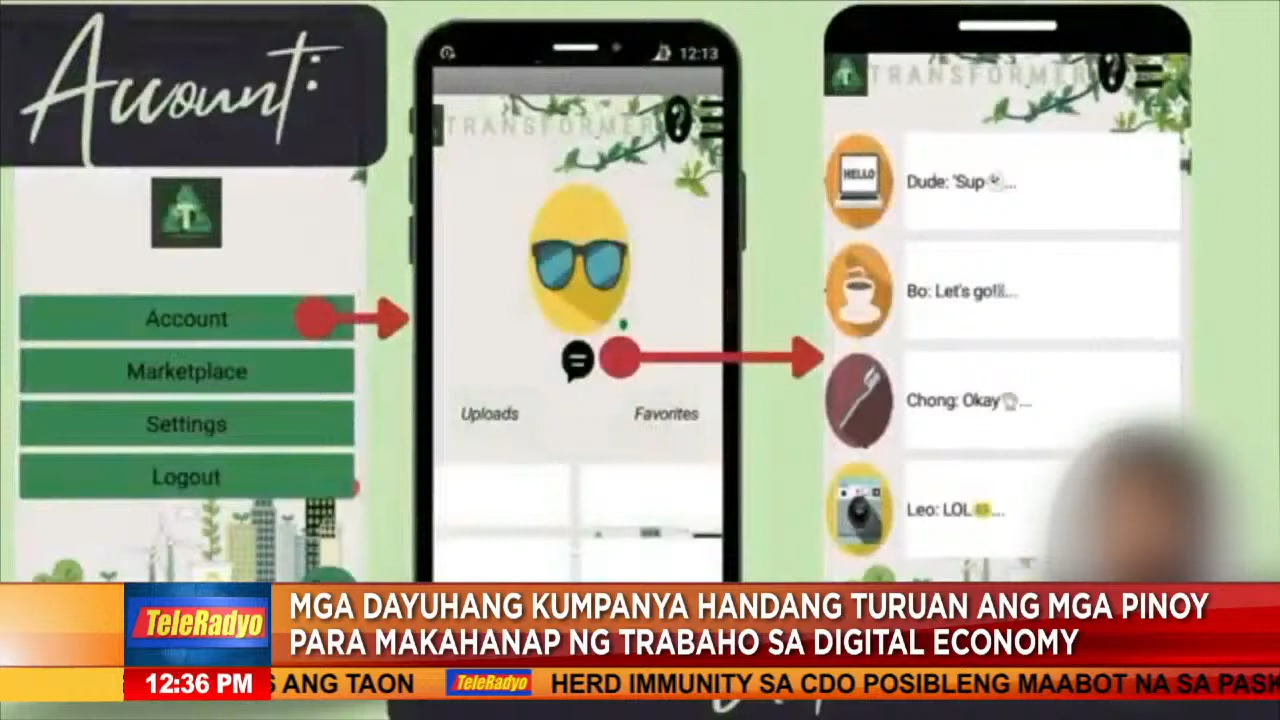 Account:
12:13
TRANSFORMER
?
TRANSFORMER
?
T
T
HELLO
Dude: 'Sup...
Account
Bo: Let's go!!...
Marketplace
Uploads
Favorites
Chong: Okay...
Settings
Logout
Leo: LOL...
TeleRadyo
MGA DAYUHANG KUMPANYA HANDANG TURUAN ANG MGA PINOY
PARA MAKAHANAP NG TRABAHO SA DIGITAL ECONOMY
12:36 PM
S ANG TAON
TeleRadyo
HERD IMMUNITY SA CDO POSIBLENG MAABOT NA SA PASK